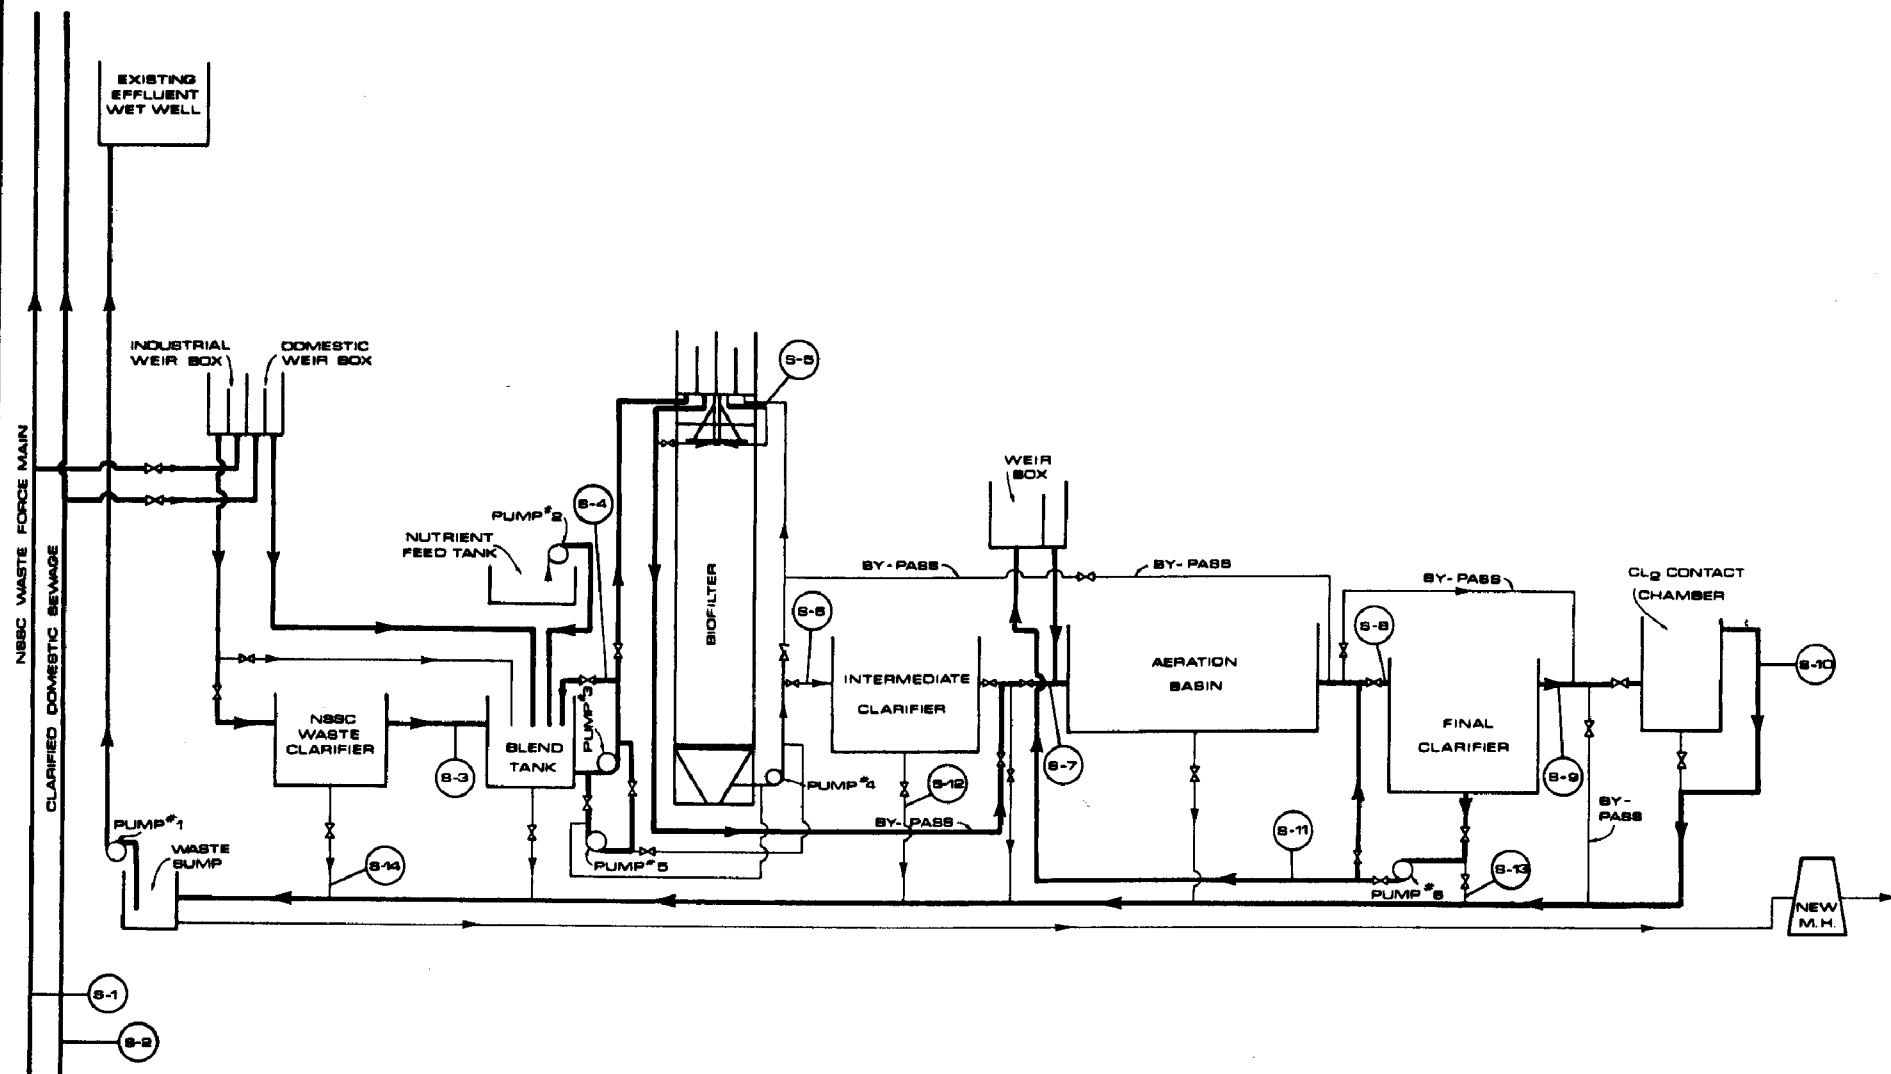 EXISTING
EFFLUENT
WET WELL
INDUSTRIAL
WEIR BOX
DOMESTIC
WEIR BOX
S-5
NSSC WASTE FORCE MAIN
CLARIFIED DOMESTIC SEWAGE
WEIR
BOX
S-4
PUMP #2
NUTRIENT
FEED TANK
BY-PASS
BY-PASS
BY-PASS
CL2 CONTACT
CHAMBER
BIOFILTER
S-6
S-8
S-10
AERATION
BASIN
INTERMEDIATE
CLARIFIER
PUMP #3
NSSC
WASTE
CLARIFIER
BLEND
TANK
FINAL
CLARIFIER
S-3
S-7
S-9
PUMP #4
S-12
BY-PASS
BY-
PASS
PUMP #1
WASTE
SUMP
S-11
PUMP #5
S-14
S-13
PUMP #6
NEW
M.H.
S-1
S-2